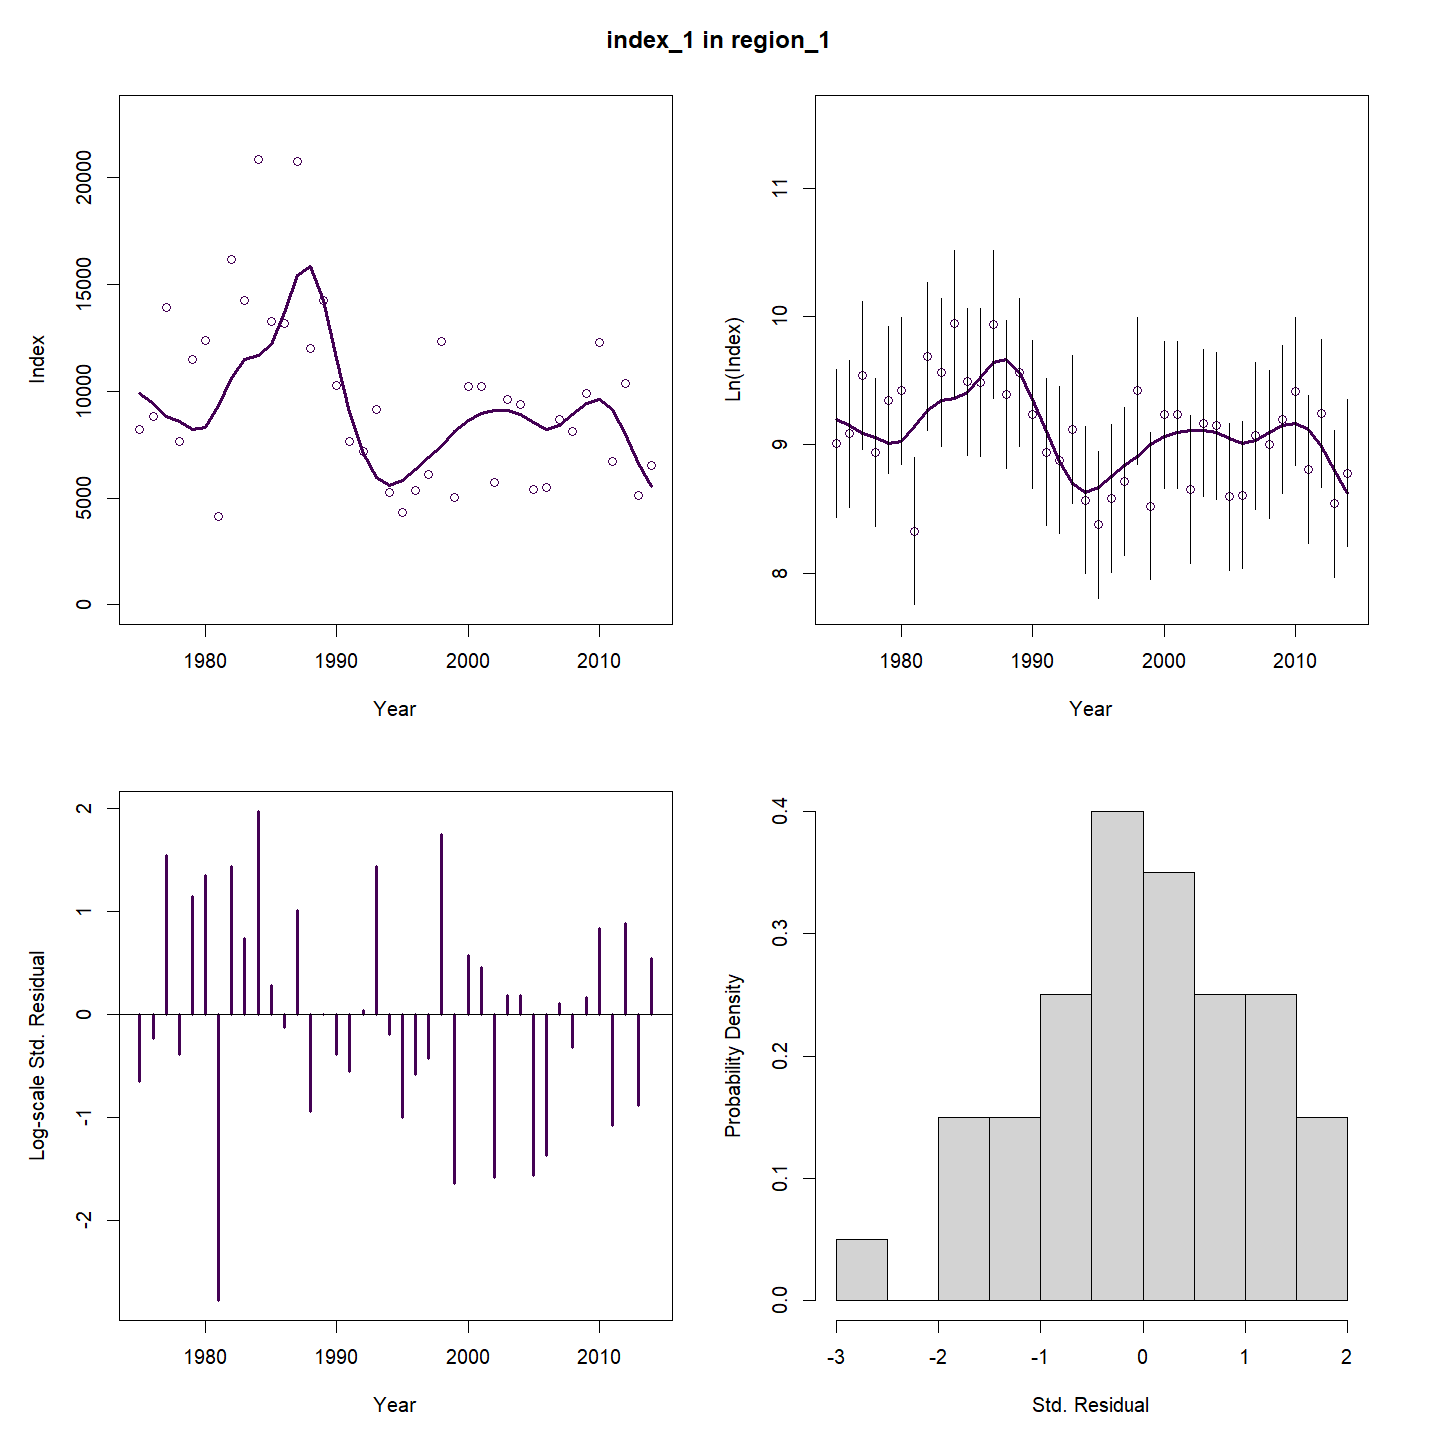 index_1 in region_1
Index
20000
15000
10000
5000
0
1980 1990 2000 2010
Year
Ln(Index)
11
10
9
8
1980 1990 2000 2010
Year
Log-scale Std. Residual
2
1
0
-1
-2
1980 1990 2000 2010
Year
Probability Density
0.4
0.3
0.2
0.1
0.0
-3 -2 -1 0 1 2
Std. Residual